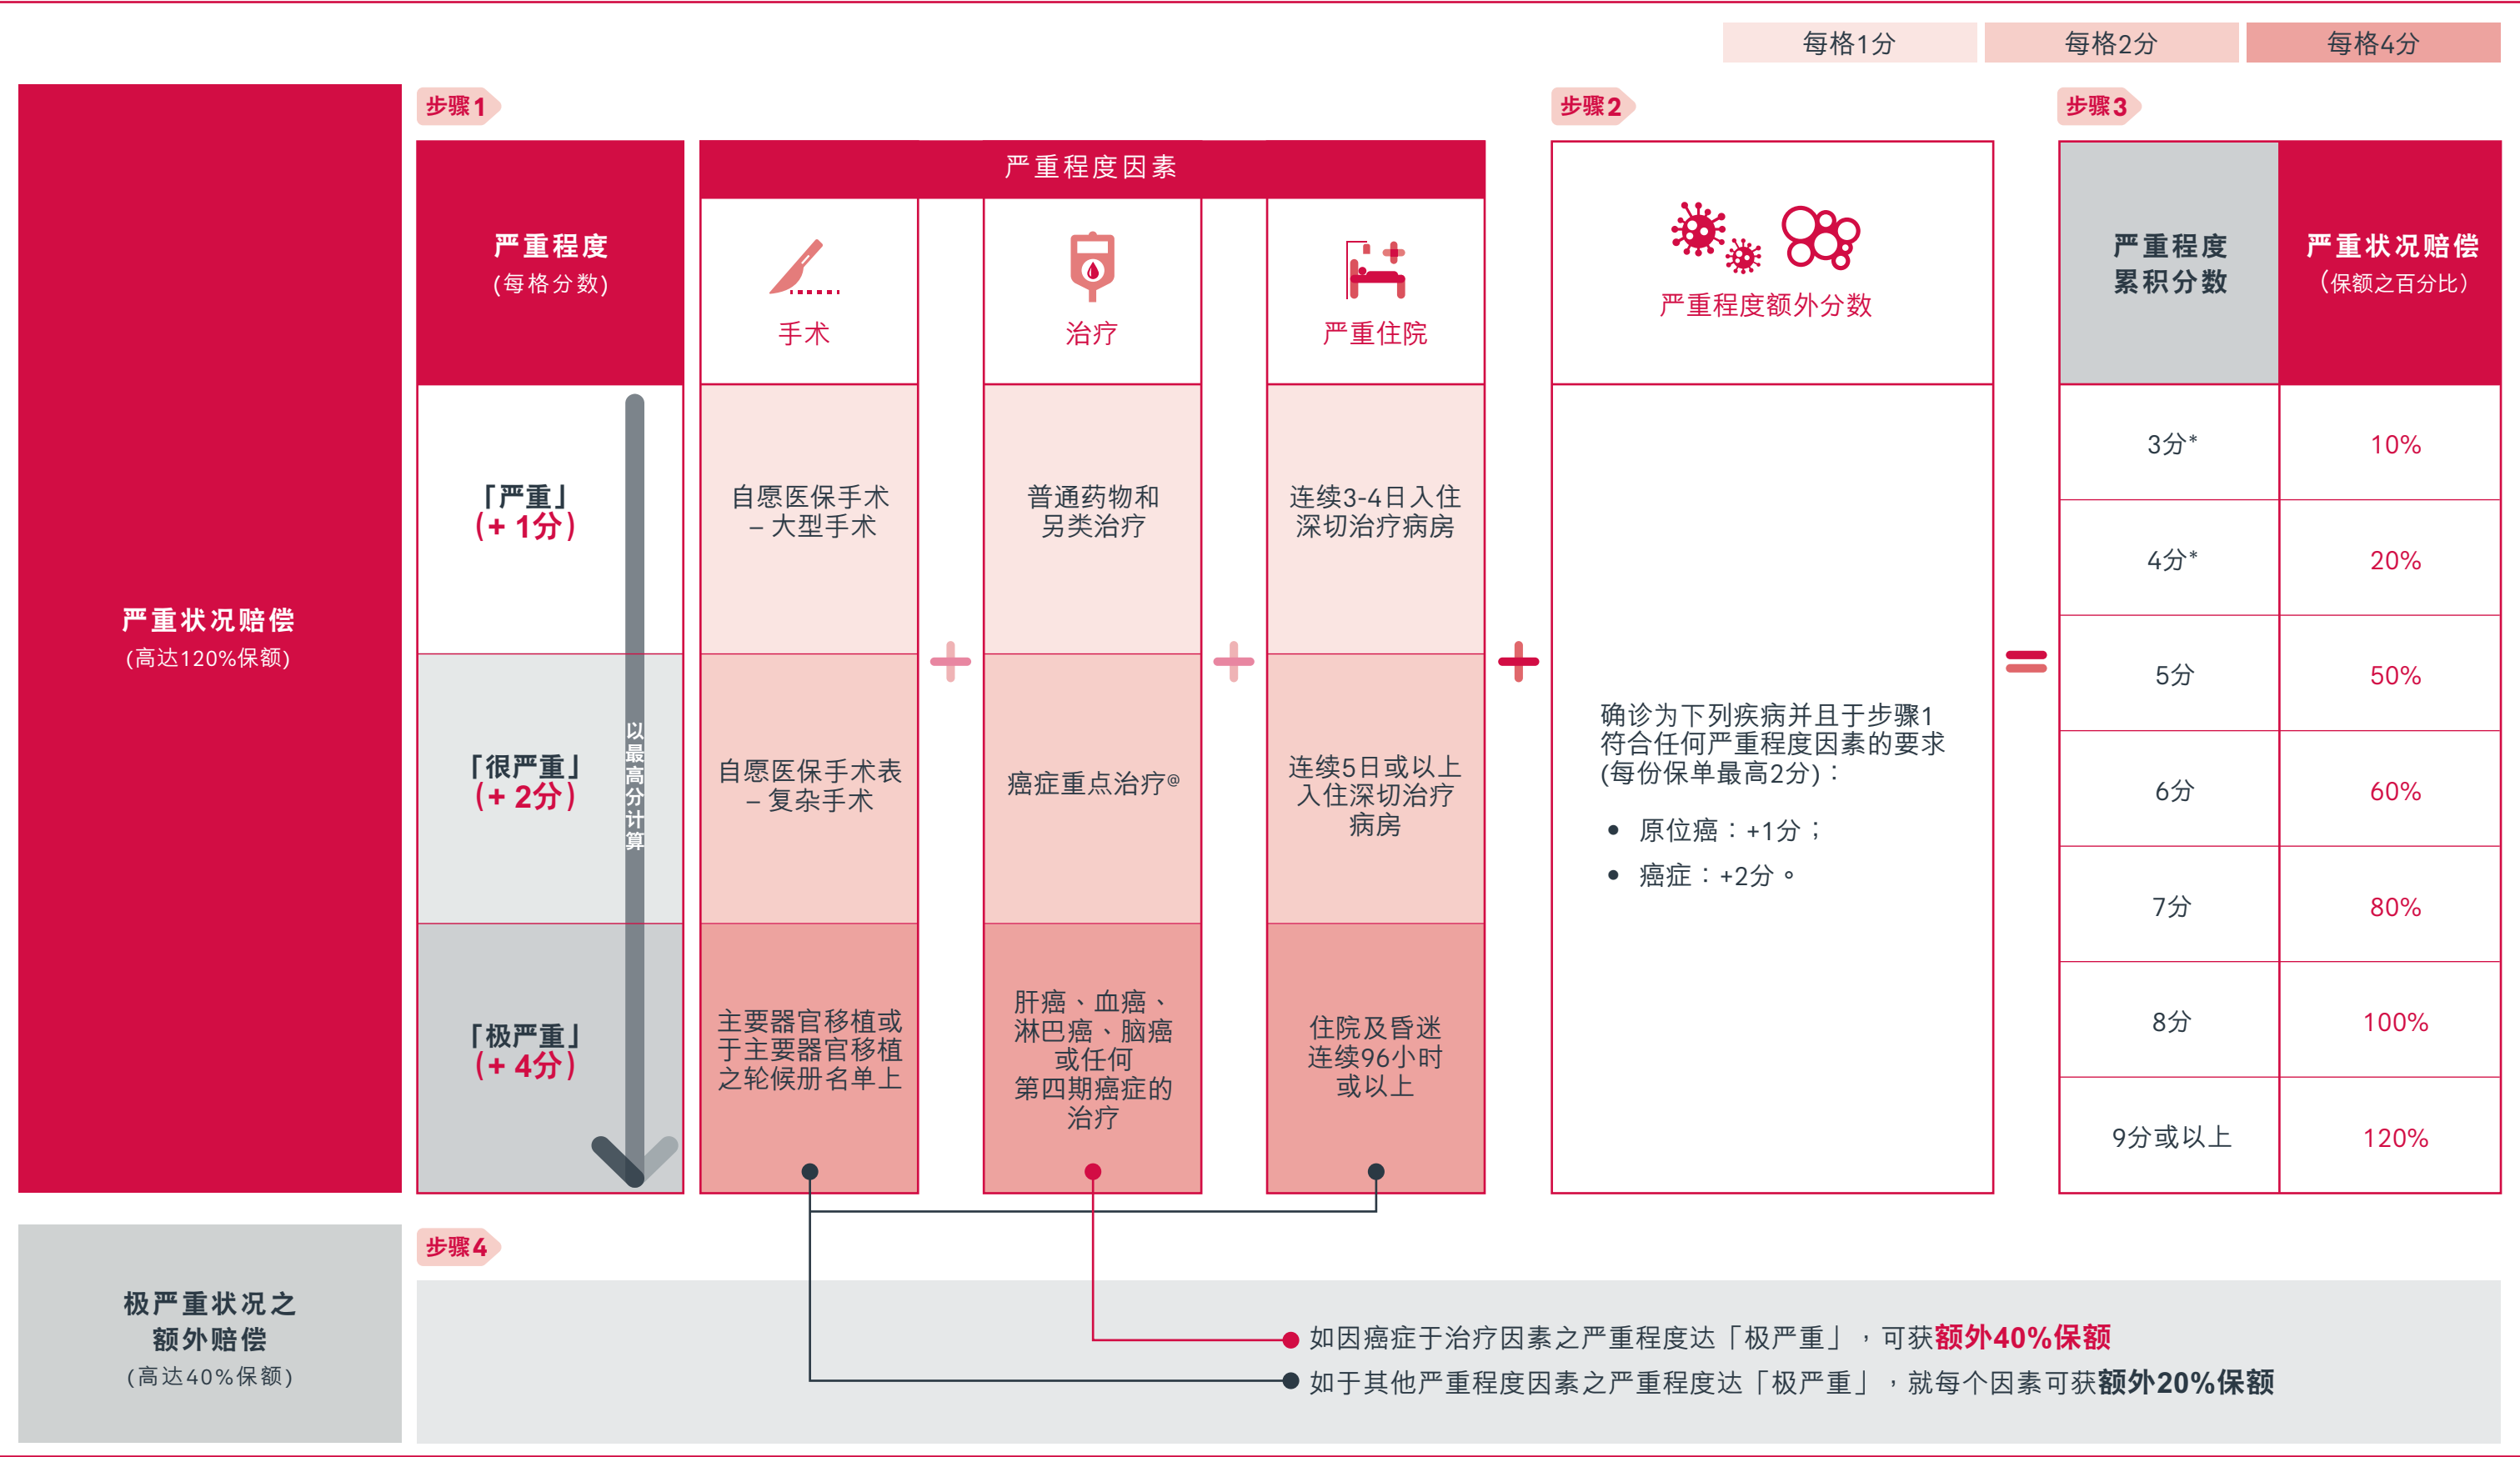 每格1分
每格2分
每格4分
严重状况赔偿
(高达120%保额)
步骤1
严重程度
(每格分数)
严重程度因素
手术
治疗
严重住院
「严重」
(+ 1分)
自愿医保手术
– 大型手术
普通药物和
另类治疗
连续3-4日入住
深切治疗病房
「很严重」
(+ 2分)
自愿医保手术表
– 复杂手术
癌症重点治疗@
连续5日或以上
入住深切治疗
病房
「极严重」
(+ 4分)
主要器官移植或
于主要器官移植
之轮候册名单上
肝癌、血癌、
淋巴癌、脑癌
或任何
第四期癌症的
治疗
住院及昏迷
连续96小时
或以上
以最高分计算
步骤2
严重程度额外分数
确诊为下列疾病并且于步骤1
符合任何严重程度因素的要求
(每份保单最高2分)：
• 原位癌：+1分；
• 癌症：+2分。
步骤3
严重程度
累积分数
严重状况赔偿
（保额之百分比）
3分* 10%
4分* 20%
5分 50%
6分 60%
7分 80%
8分 100%
9分或以上 120%
极严重状况之
额外赔偿
(高达40%保额)
步骤4
如因癌症于治疗因素之严重程度达「极严重」，可获额外40%保额
如于其他严重程度因素之严重程度达「极严重」，就每个因素可获额外20%保额